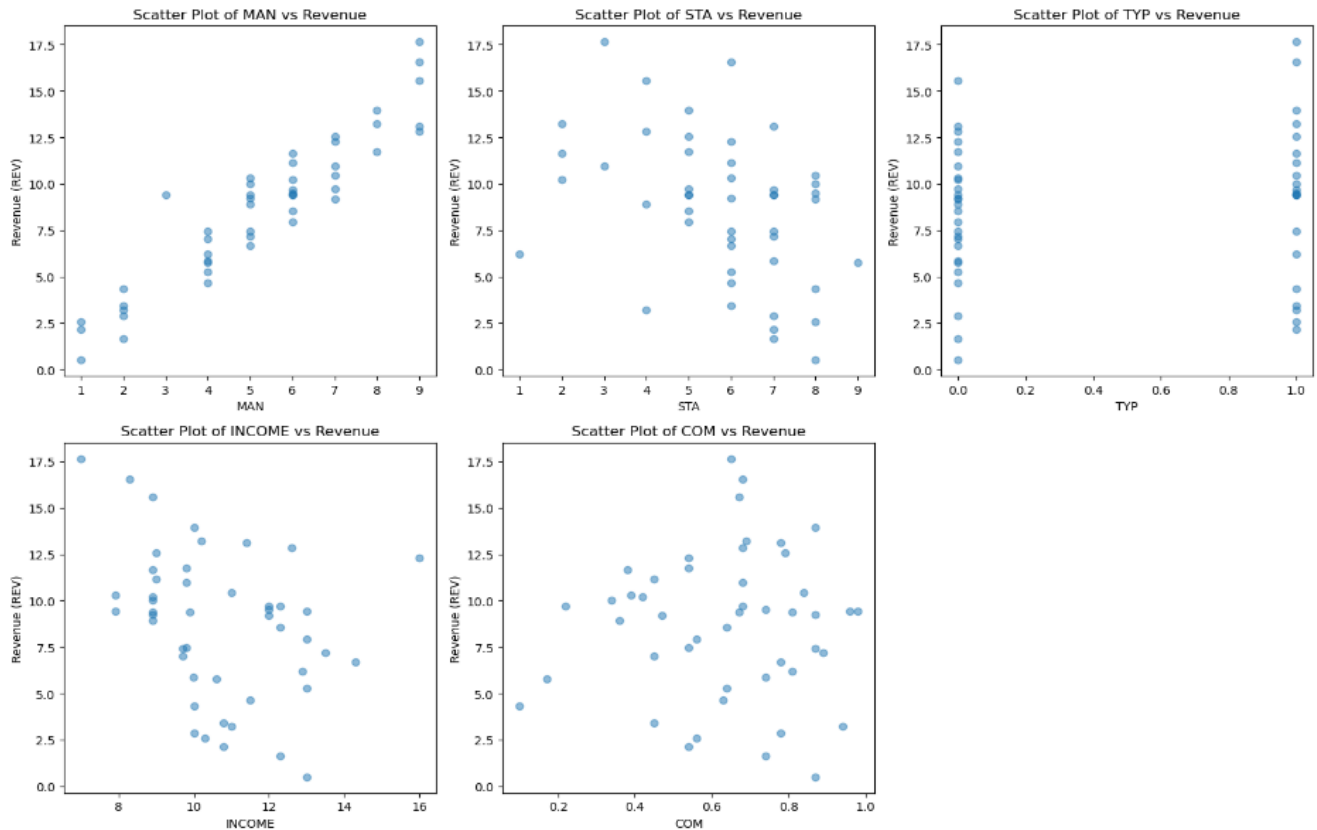 Scatter Plot of MAN vs Revenue
Revenue (REV)
17.5
15.0
12.5
10.0
7.5
5.0
2.5
0.0
1 2 3 4 5 6 7 8 9
MAN
Scatter Plot of STA vs Revenue
Revenue (REV)
17.5
15.0
12.5
10.0
7.5
5.0
2.5
0.0
1 2 3 4 5 6 7 8 9
STA
Scatter Plot of TYP vs Revenue
Revenue (REV)
17.5
15.0
12.5
10.0
7.5
5.0
2.5
0.0
0.0 0.2 0.4 0.6 0.8 1.0
TYP
Scatter Plot of INCOME vs Revenue
Revenue (REV)
17.5
15.0
12.5
10.0
7.5
5.0
2.5
0.0
8 10 12 14 16
INCOME
Scatter Plot of COM vs Revenue
Revenue (REV)
17.5
15.0
12.5
10.0
7.5
5.0
2.5
0.0
0.2 0.4 0.6 0.8 1.0
COM